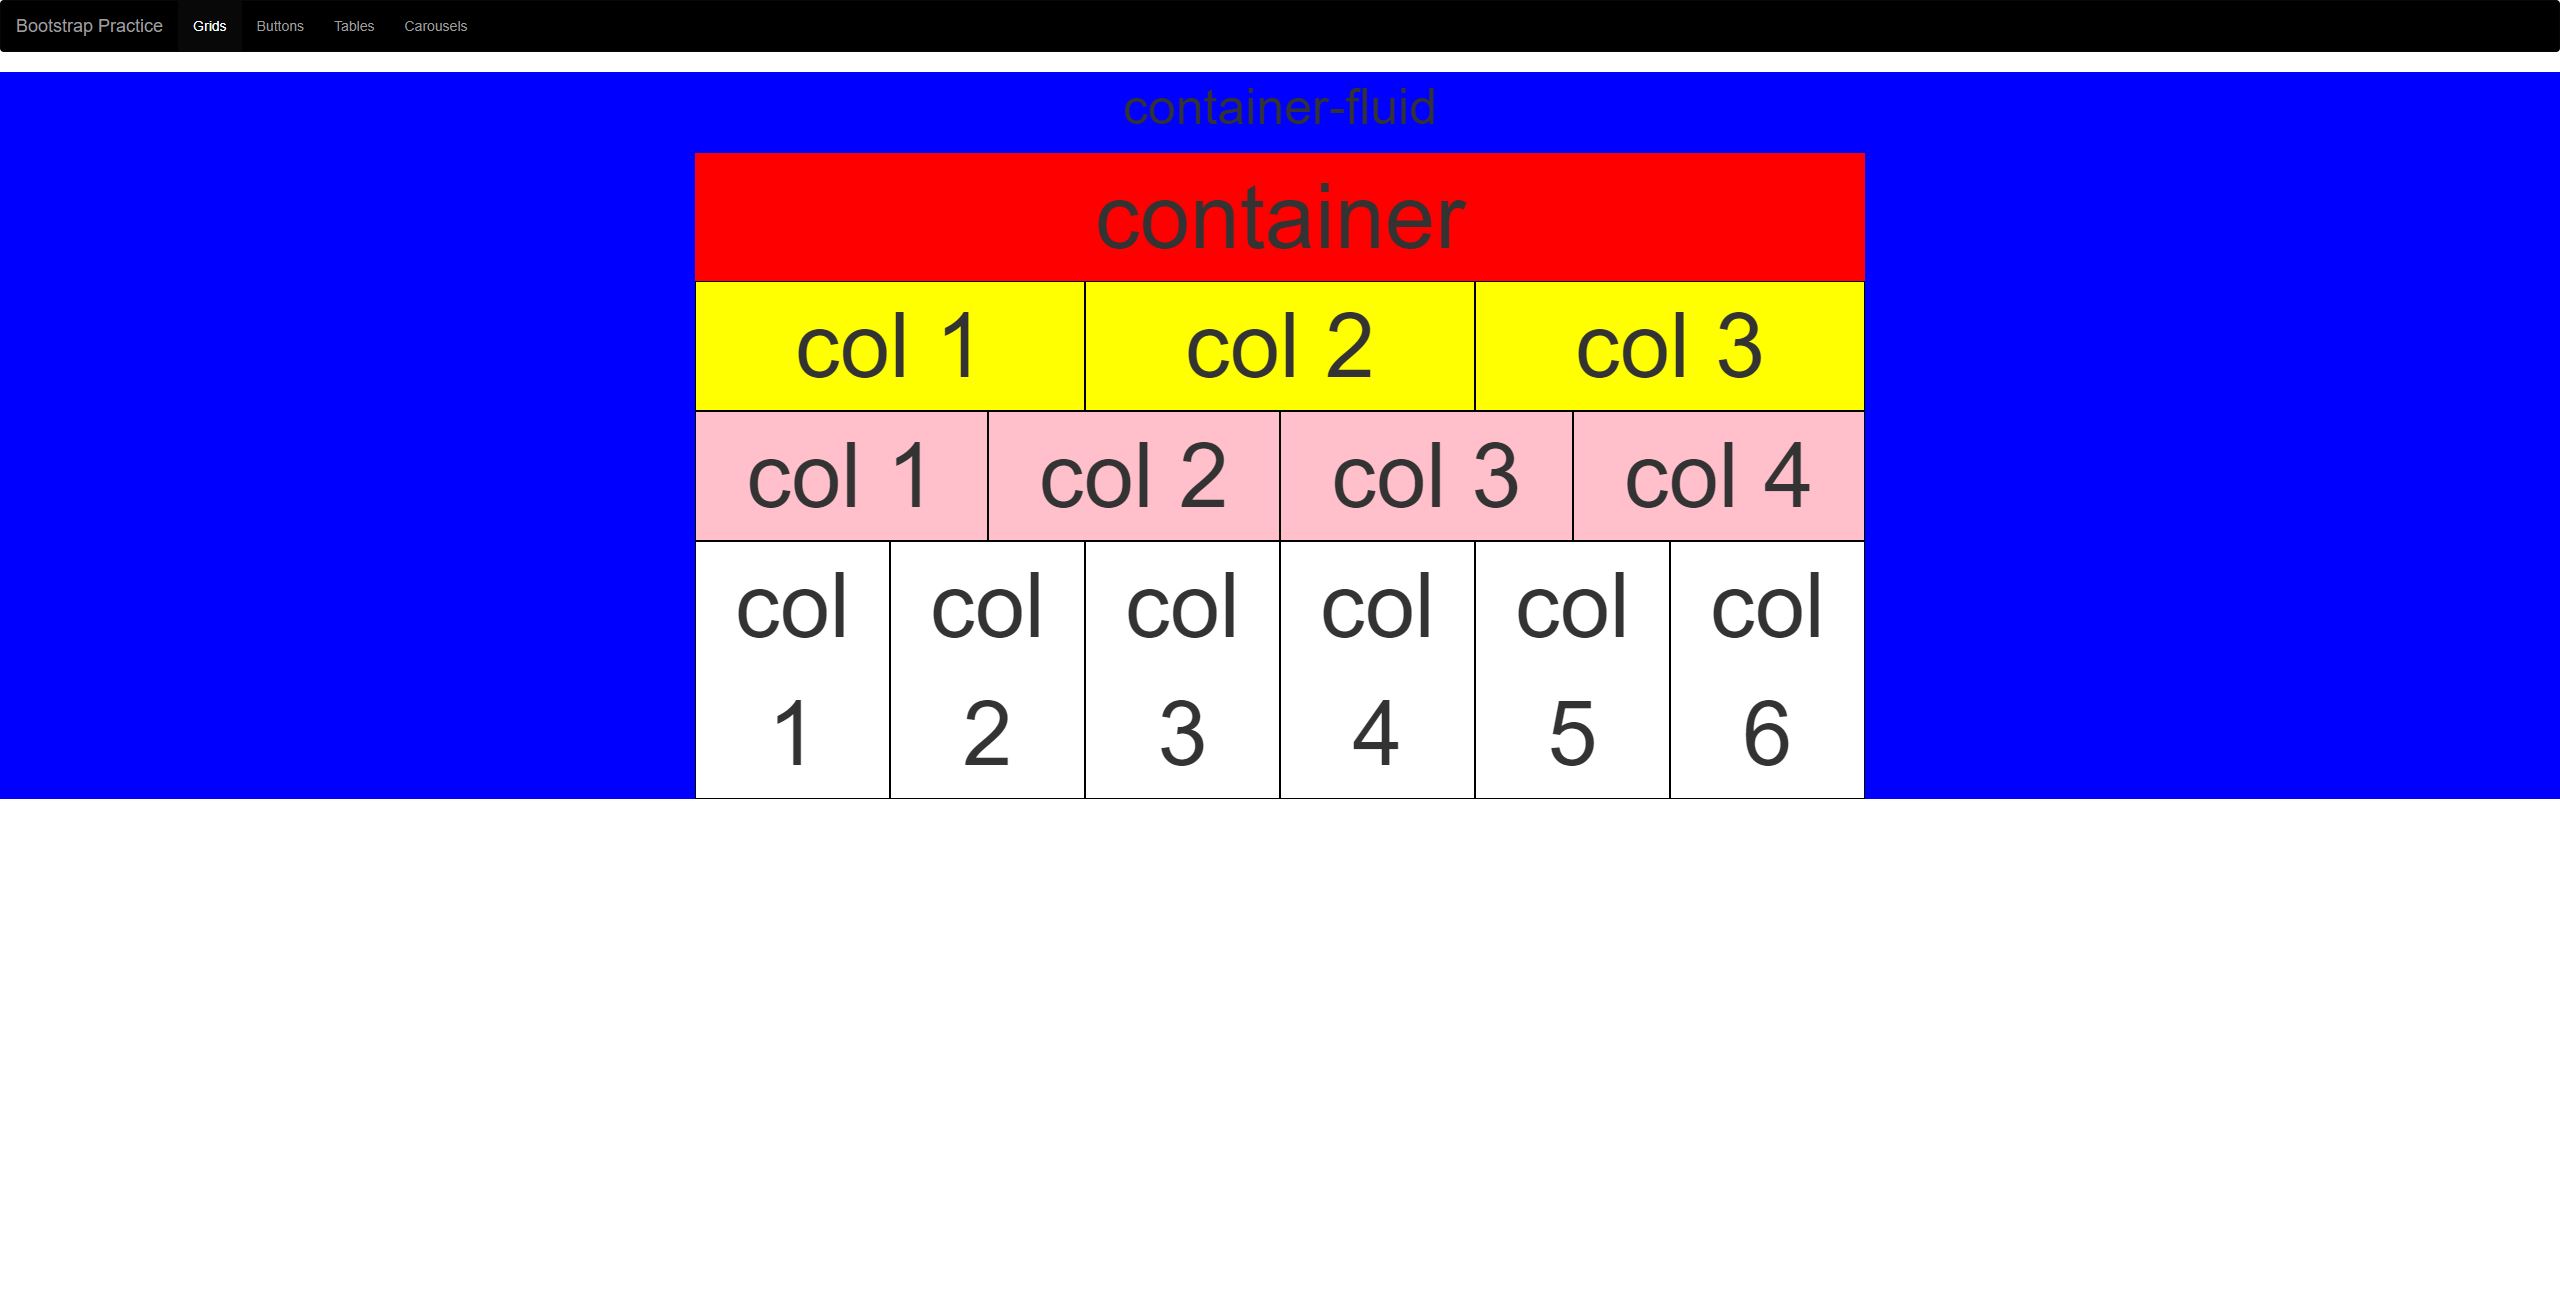 Bootstrap Practice Grids Buttons Tables Carousels
container-fluid
container
col 1 col 2 col 3
col 1 col 2 col 3 col 4
col col col col col col
1 2 3 4 5 6